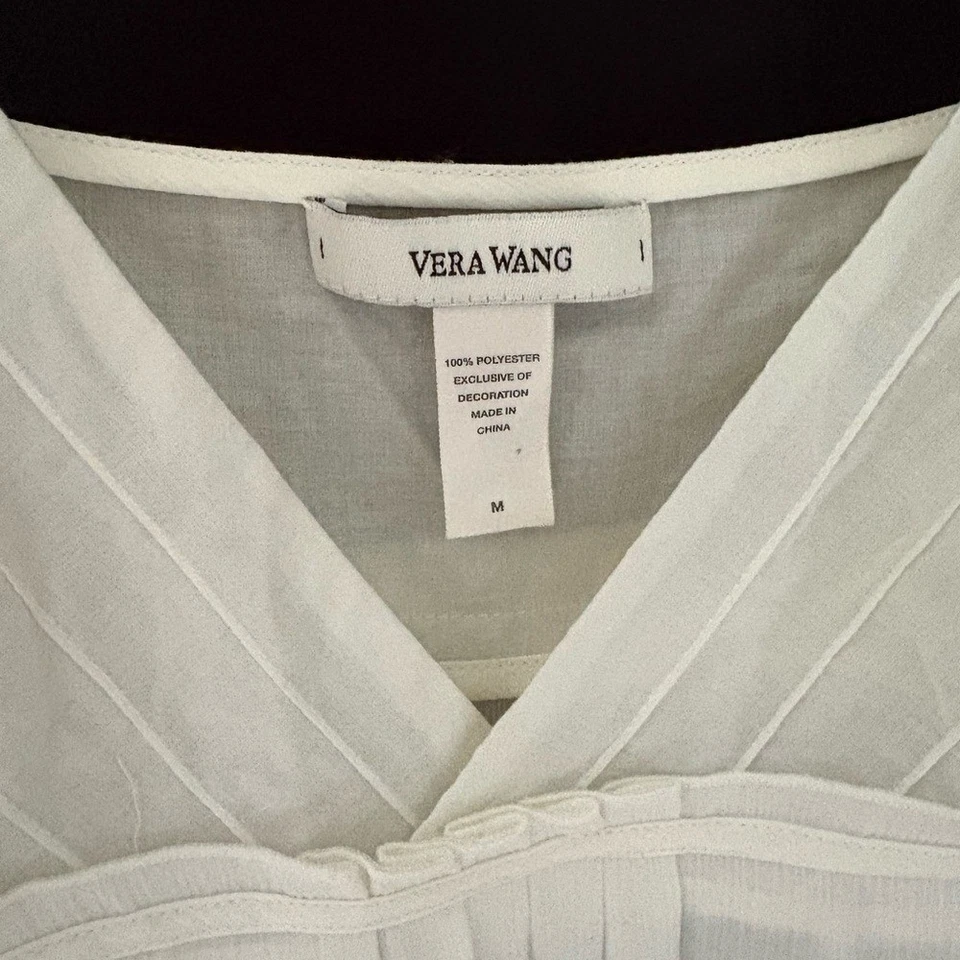 VERA WANG
100% POLYESTER
EXCLUSIVE OF
DECORATION
MADE IN
CHINA
M